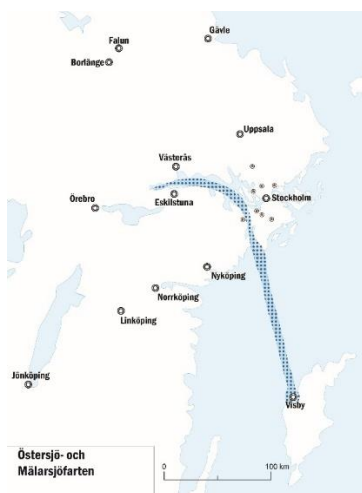 Gävle
Falun
Borlänge
Uppsala
Västerås
Örebro
Eskilstuna
Stockholm
Nyköping
Norrköping
Linköping
Jönköping
Visby
Östersjö- och
Mälarsjöfarten
0
100 km